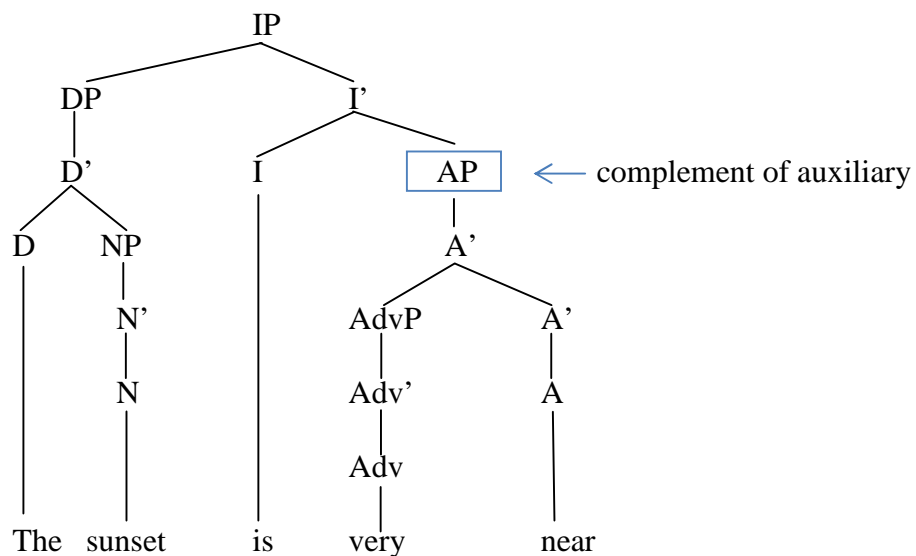 IP
DP I’
D’ I AP complement of auxiliary
D NP A’
N’ AdvP A’
N Adv’ A
Adv
The sunset is very near